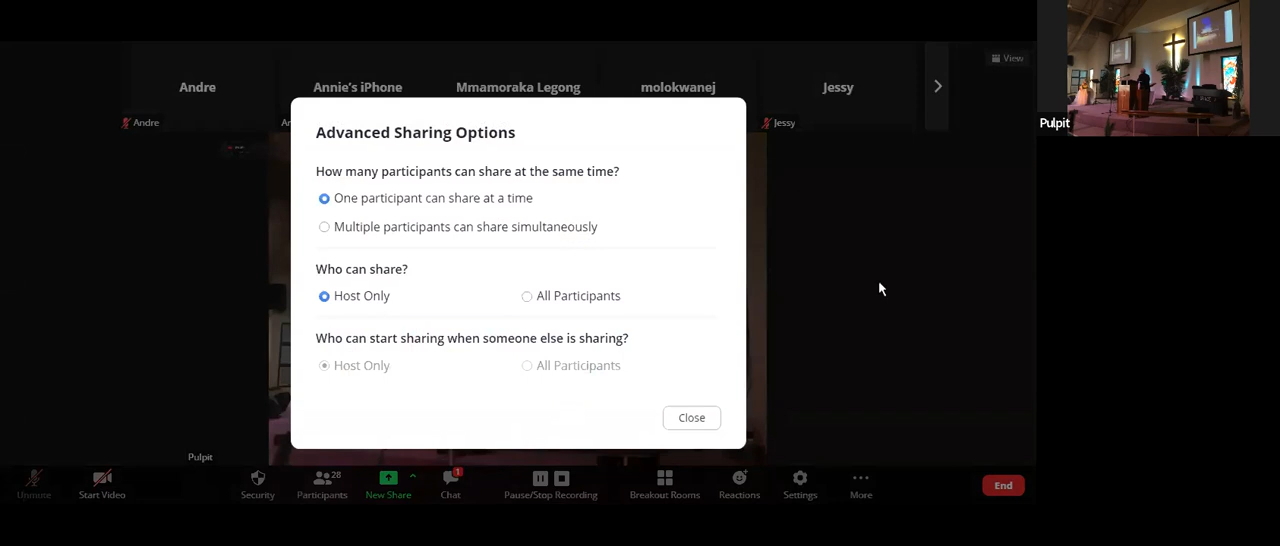 View
Andre
Annie's iPhone
Mmamoraka Legong
molokwanej
Jessy
Andre
Jessy
Pulpit
Advanced Sharing Options
How many participants can share at the same time?
One participant can share at a time
Multiple participants can share simultaneously
Who can share?
Host Only
All Participants
Who can start sharing when someone else is sharing?
Host Only
All Participants
Close
Pulpit
Unmute
Start Video
Security
28
Participants
New Share
1
Chat
Pause/Stop Recording
Breakout Rooms
Reactions
Settings
More
End